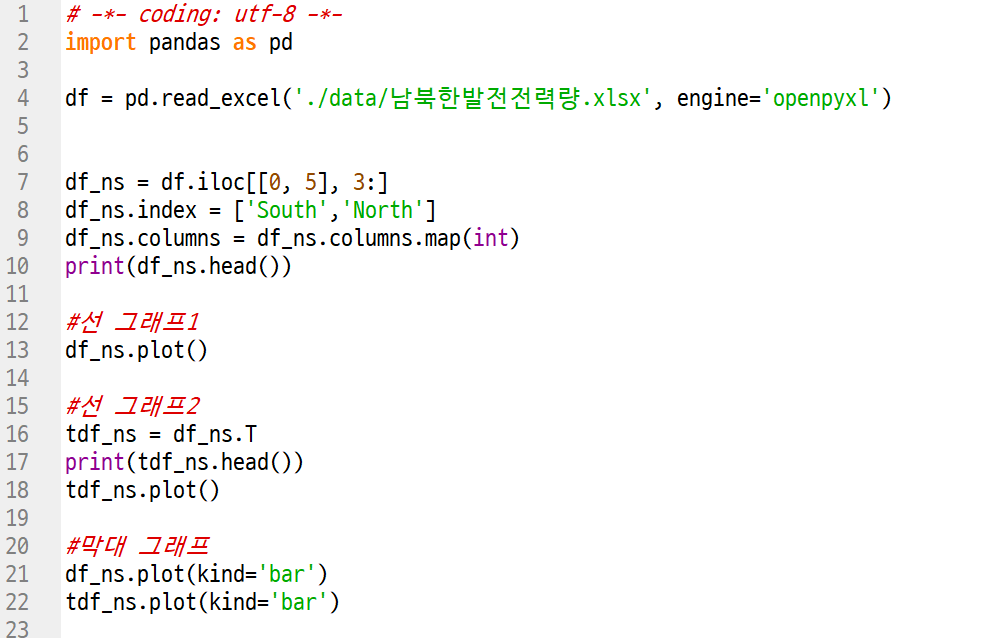 1 # -*- coding: utf-8 -*-
2 import pandas as pd
3
4 df = pd.read_excel('./data/남북한발전전력량.xlsx', engine='openpyxl')
5
6
7 df_ns = df.iloc[[0, 5], 3:]
8 df_ns.index = ['South','North']
9 df_ns.columns = df_ns.columns.map(int)
10 print(df_ns.head())
11
12 #선 그래프1
13 df_ns.plot()
14
15 #선 그래프2
16 tdf_ns = df_ns.T
17 print(tdf_ns.head())
18 tdf_ns.plot()
19
20 #막대 그래프
21 df_ns.plot(kind='bar')
22 tdf_ns.plot(kind='bar')
23